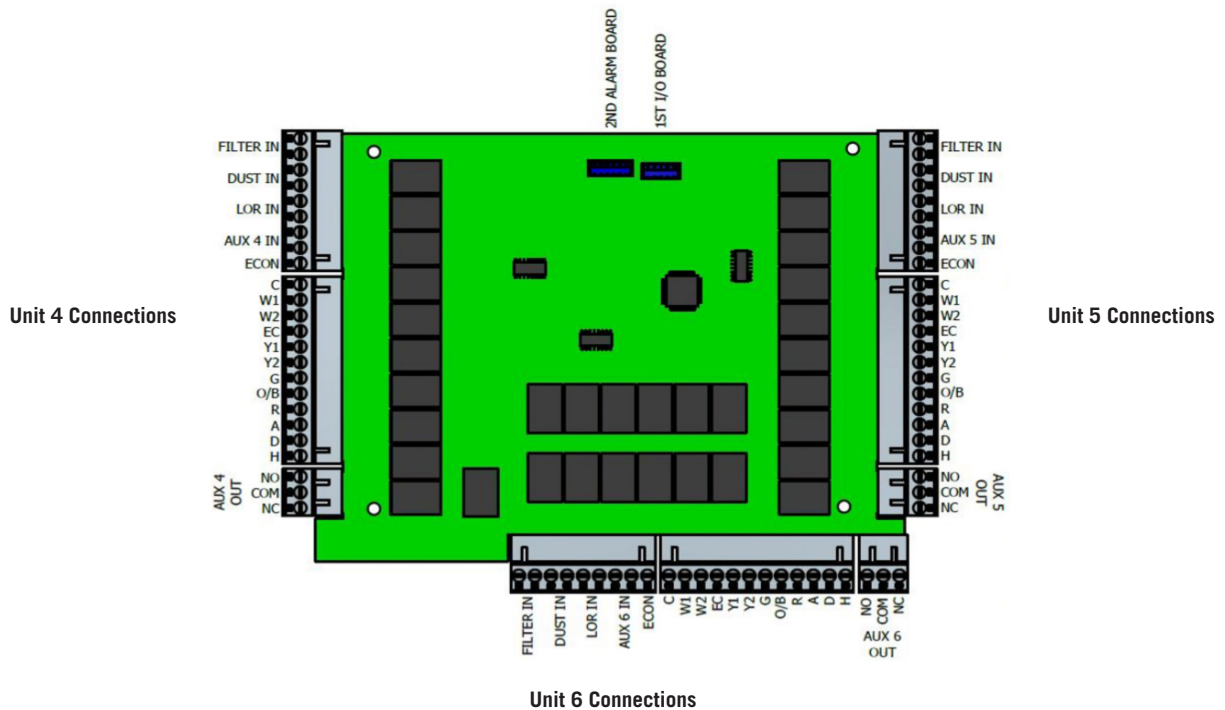 2ND ALARM BOARD
1ST I/O BOARD
FILTER IN
DUST IN
LOR IN
AUX 4 IN
ECON
C
W1
W2
EC
Y1
Y2
G
O/B
R
A
D
H
NO
COM
NC
AUX 4
OUT
Unit 4 Connections
FILTER IN
DUST IN
LOR IN
AUX 5 IN
ECON
C
W1
W2
EC
Y1
Y2
G
O/B
R
A
D
H
NO
COM
NC
AUX 5
OUT
Unit 5 Connections
FILTER IN
DUST IN
LOR IN
AUX 6 IN
ECON
C
W1
W2
EC
Y1
Y2
G
O/B
R
A
D
H
NO
COM
NC
AUX 6
OUT
Unit 6 Connections